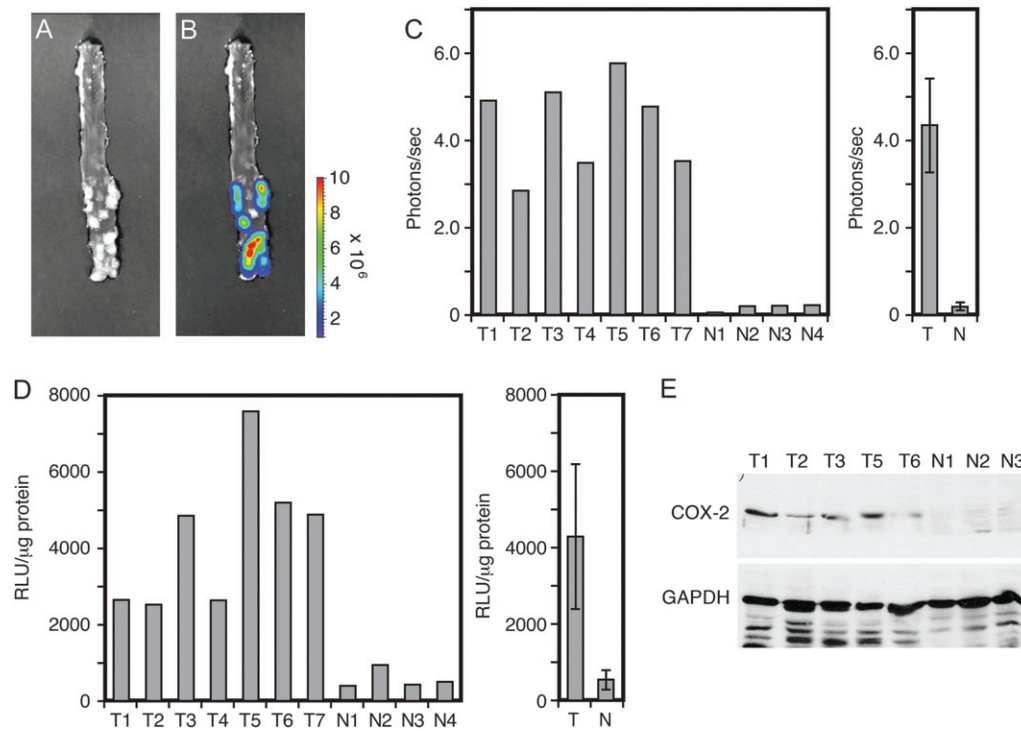 A
B
10
8
6
4
2
x 10⁶
C
Photons/sec
6.0
4.0
2.0
0
T1 T2 T3 T4 T5 T6 T7 N1 N2 N3 N4
Photons/sec
6.0
4.0
2.0
0
T N
D
RLU/μg protein
8000
6000
4000
2000
0
T1 T2 T3 T4 T5 T6 T7 N1 N2 N3 N4
RLU/μg protein
8000
6000
4000
2000
0
T N
E
T1 T2 T3 T5 T6 N1 N2 N3
COX-2
GAPDH